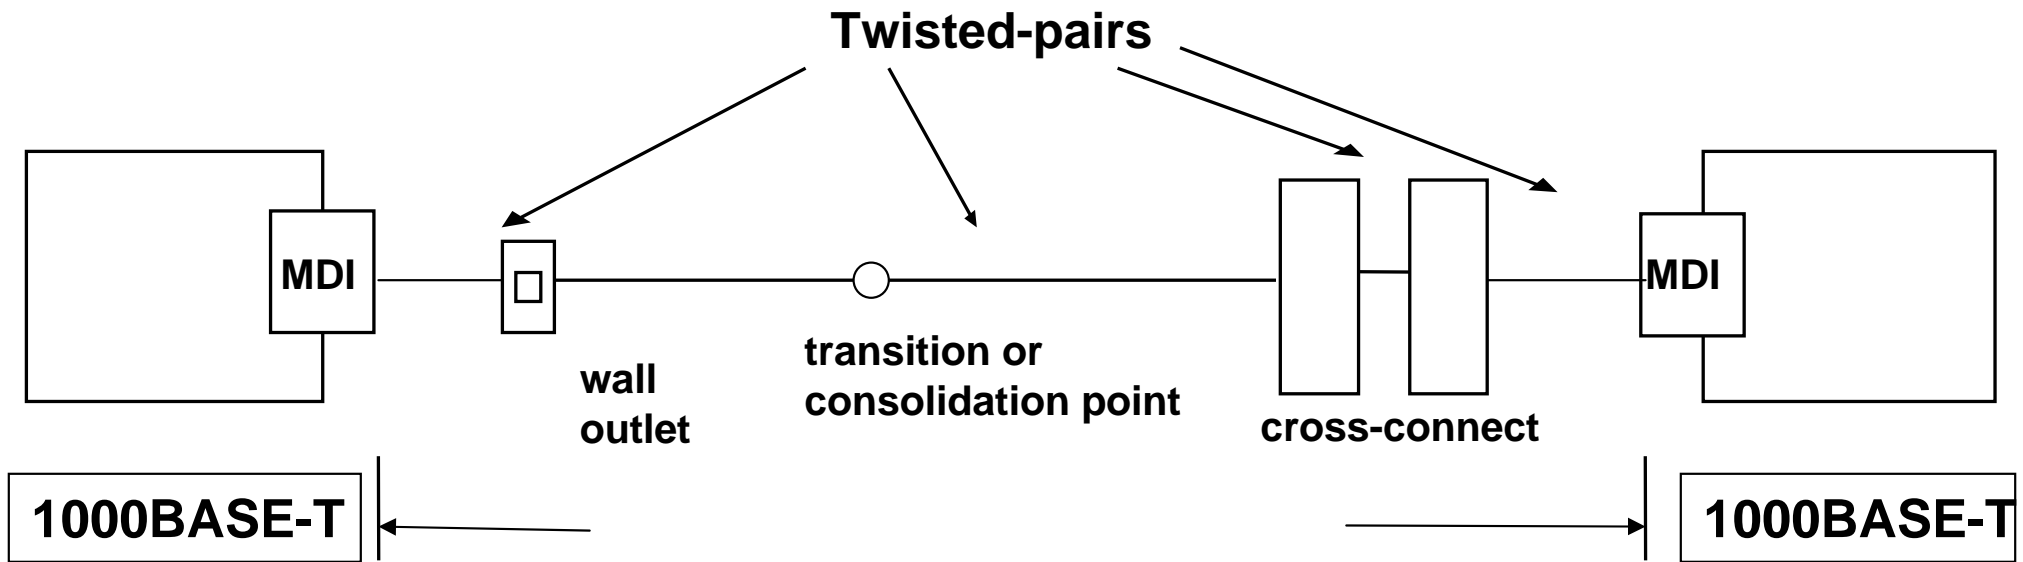 Twisted-pairs
MDI
MDI
wall
outlet
transition or
consolidation point
cross-connect
1000BASE-T
1000BASE-T